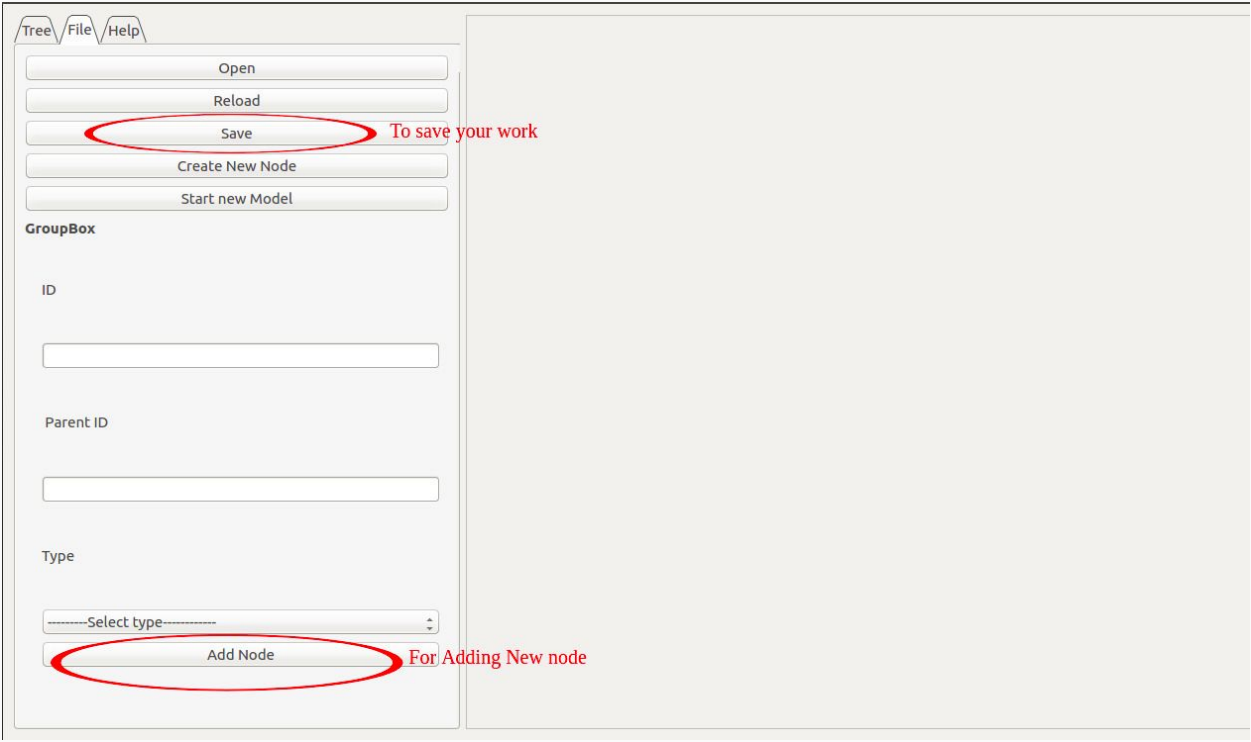 Tree File Help
Open
Reload
Save To save your work
Create New Node
Start new Model
GroupBox
ID
Parent ID
Type
---------Select type------------
Add Node For Adding New node